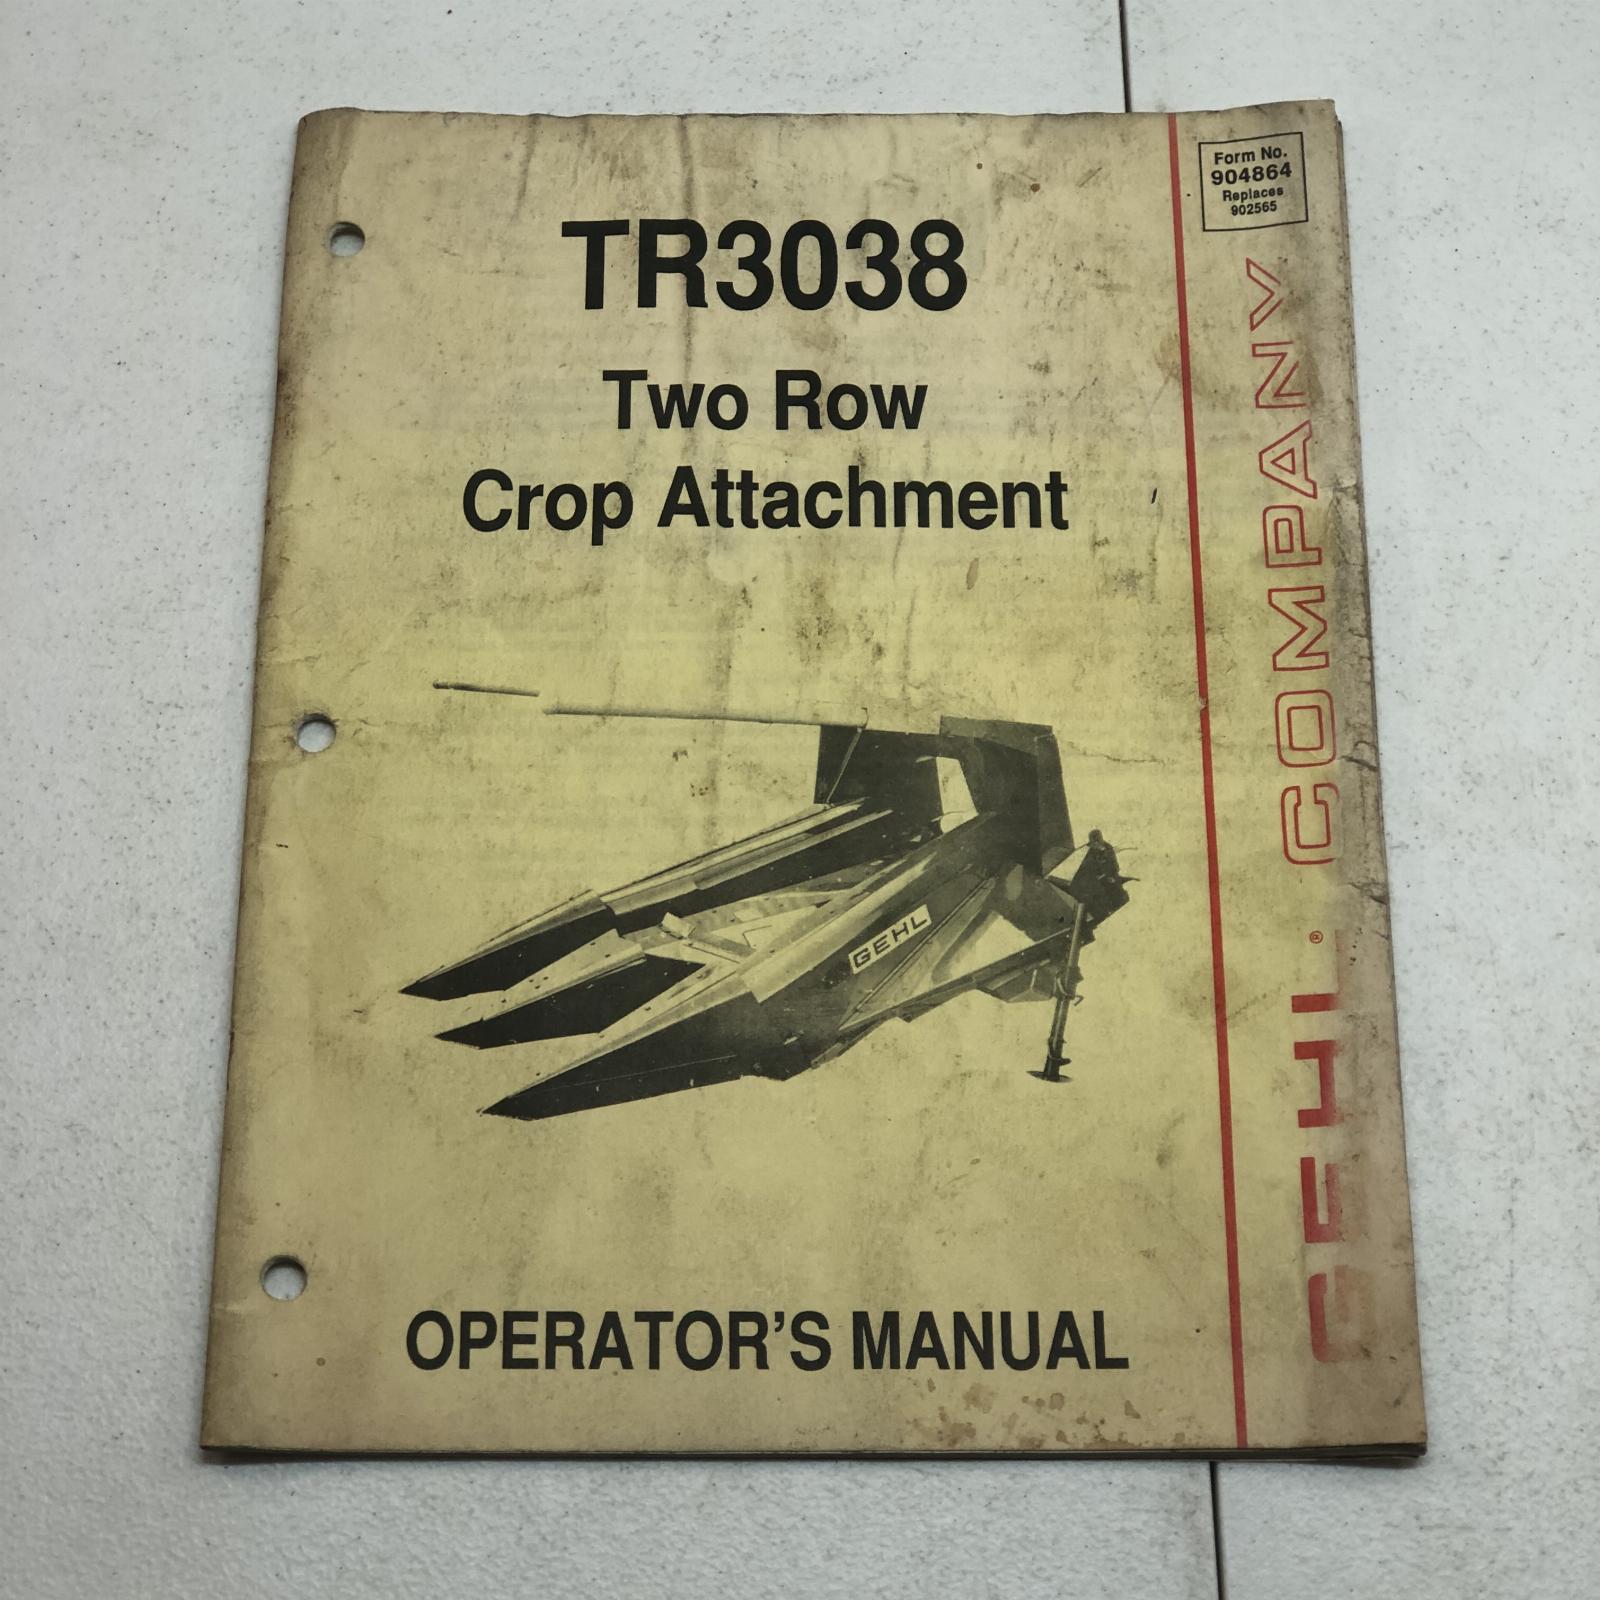 Form No.
904864
Replaces
902565
TR3038
Two Row
Crop Attachment
GEHL
OPERATOR'S MANUAL
GEHL® COMPANY